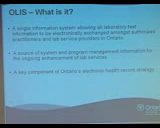 OLIS – What is it?
• A single information system allowing all laboratory test
information to be electronically exchanged amongst authorized
practitioners and lab service providers in Ontario.
• A source of system and program management information for
the ongoing enhancement of lab services
• A key component of Ontario's electronic health record strategy
Ontario